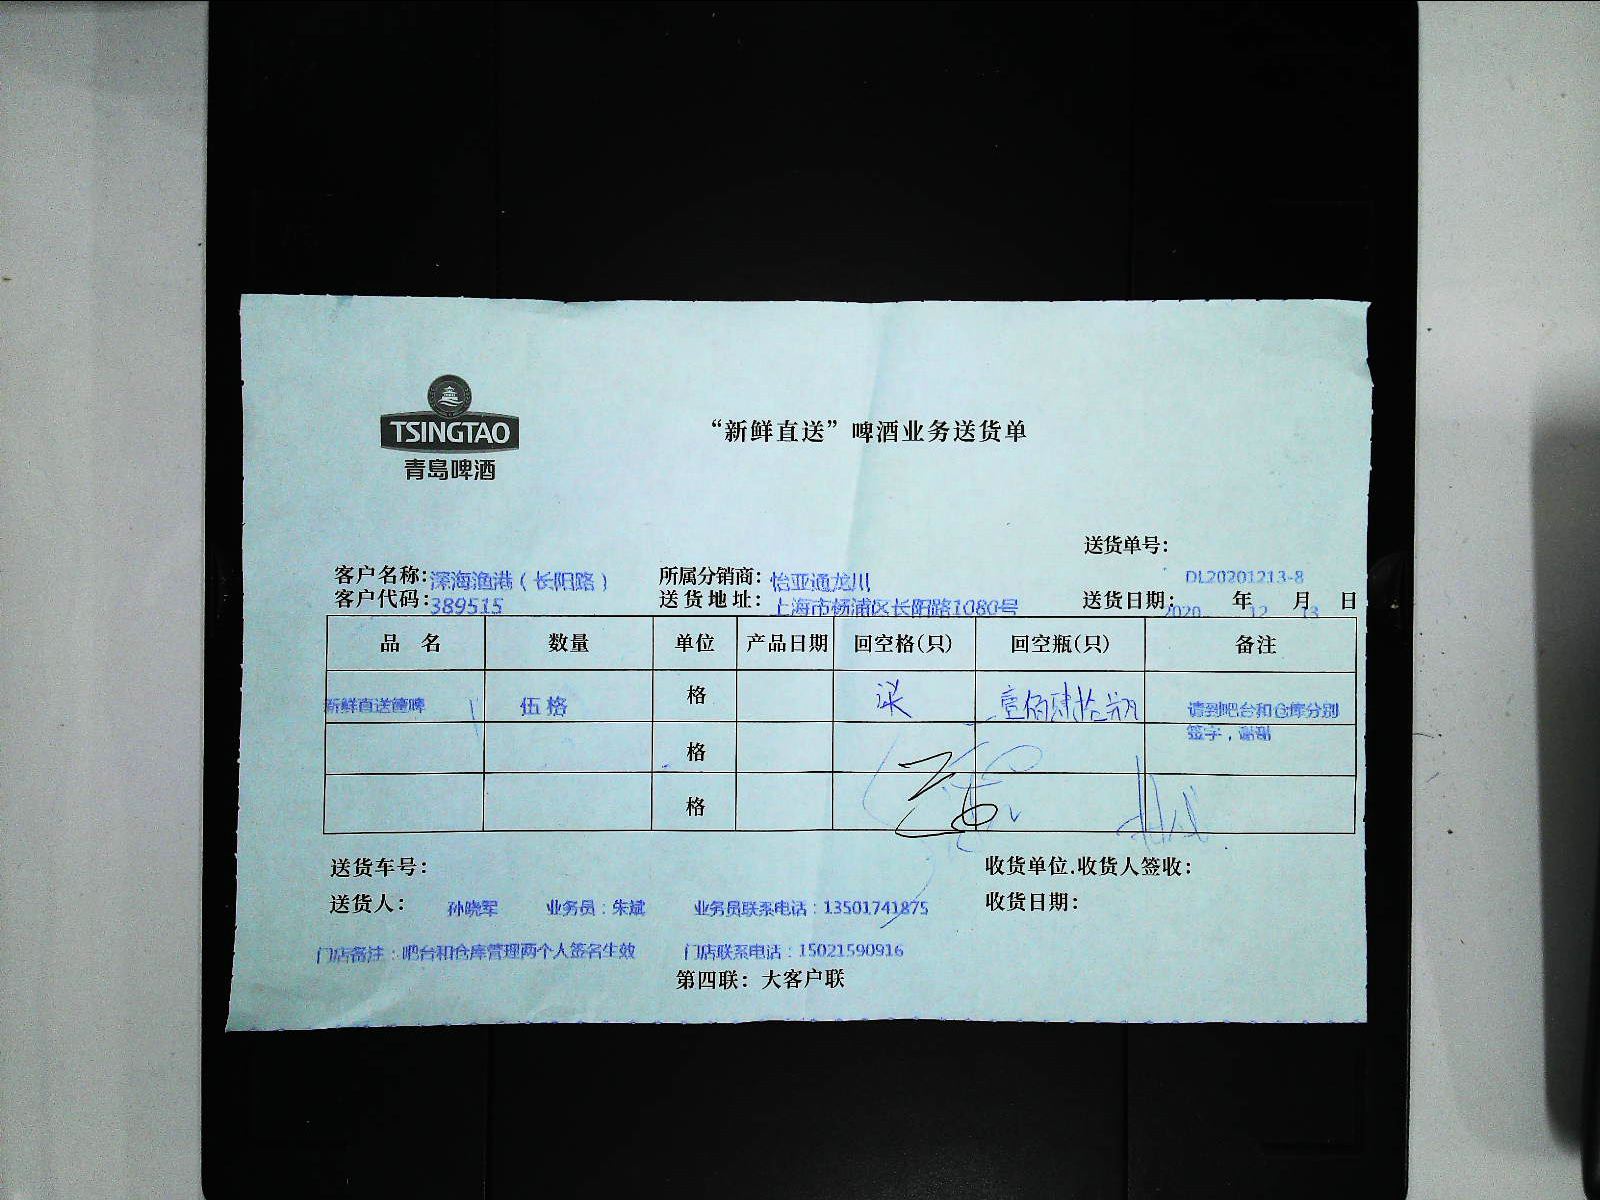 TSINGTAO
青岛啤酒
“新鲜直送”啤酒业务送货单
送货单号：
DL20201213-8
客户名称：深海渔港（长阳路） 所属分销商：怡亚通龙川
客户代码：389515 送货地址：上海市杨浦区长阳路1080号 送货日期：2020 年 12 月 13 日
品 名 数量 单位 产品日期 回空格(只) 回空瓶(只) 备注
新鲜直送箧啤 伍格 格 壹佰肆拾 请到吧台和仓库分别
签字，谢谢
格
格
送货车号： 收货单位.收货人签收：
送货人： 孙晓军 业务员：朱斌 业务员联系电话：13501741875 收货日期：
门店备注：吧台和仓库管理两个人签名生效 门店联系电话：15021590916
第四联：大客户联